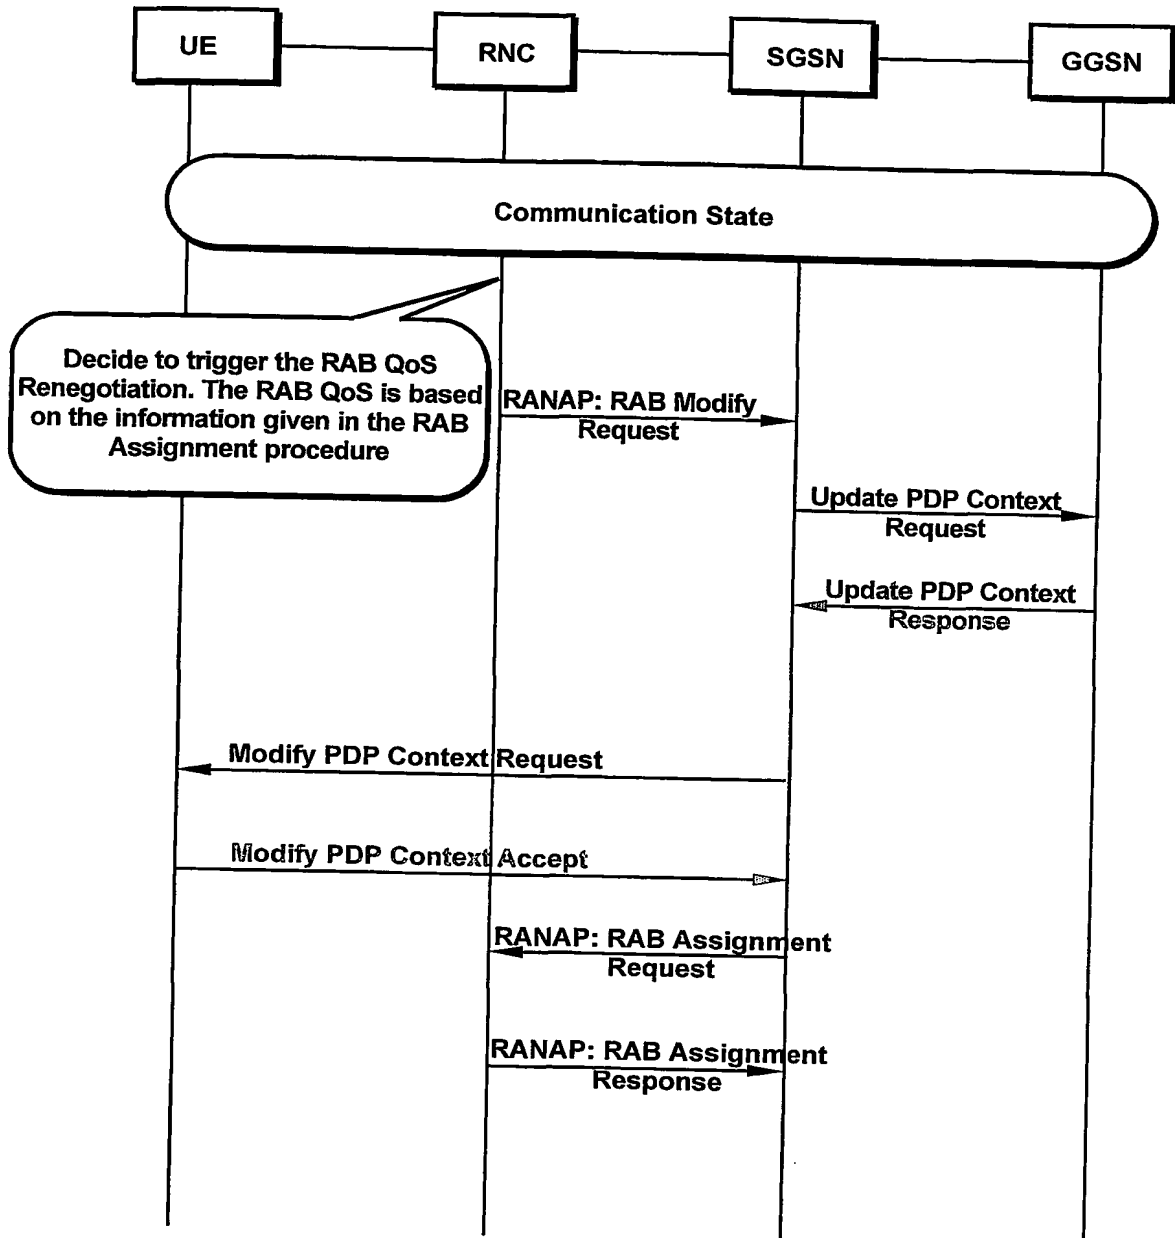 UE
RNC
SGSN
GGSN
Communication State
Decide to trigger the RAB QoS
Renegotiation. The RAB QoS is based
on the information given in the RAB
Assignment procedure
RANAP: RAB Modify
Request
Update PDP Context
Request
Update PDP Context
Response
Modify PDP Context Request
Modify PDP Context Accept
RANAP: RAB Assignment
Request
RANAP: RAB Assignment
Response